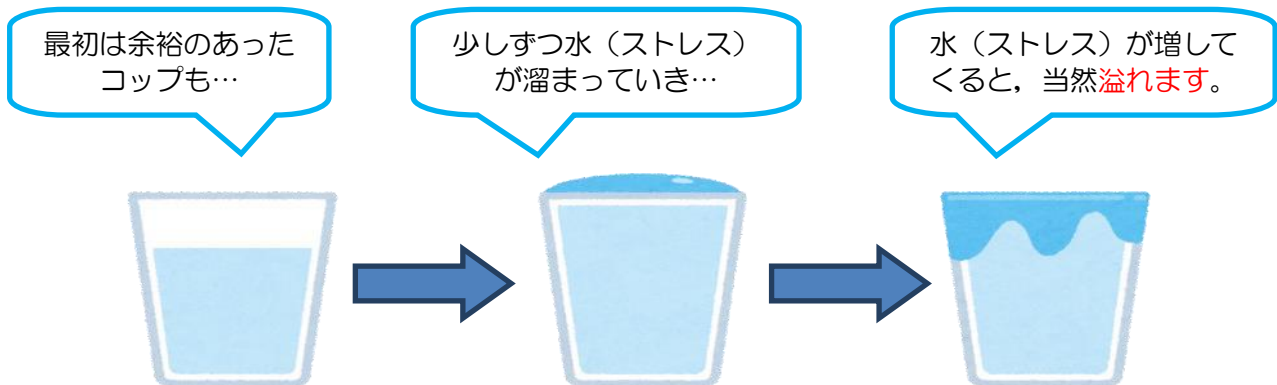 最初は余裕のあった
コップも…
少しずつ水（ストレス）
が溜まっていき…
水（ストレス）が増して
くると，当然溢れます。